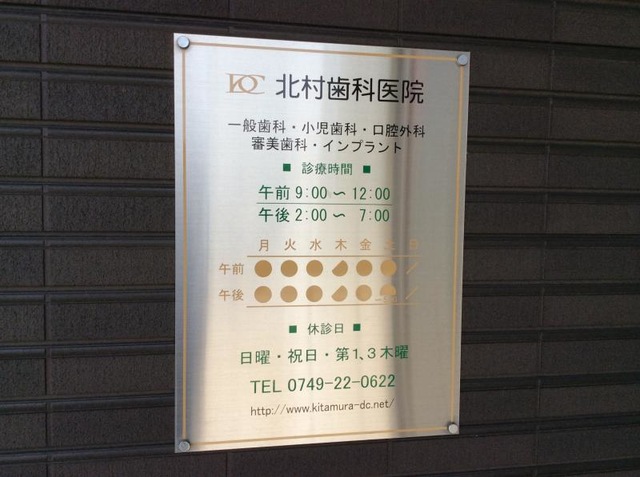 KDC 北村歯科医院
一般歯科・小児歯科・口腔外科
審美歯科・インプラント
■ 診療時間 ■
午前 9:00 〜 12:00
午後 2:00 〜 7:00
月 火 水 木 金 土 日
午前 ● ● ● ◐ ● ● ／
午後 ● ● ● ◐ ● ／
■ 休診日 ■
日曜・祝日・第1、3木曜
TEL 0749-22-0622
http://www.kitamura-dc.net/